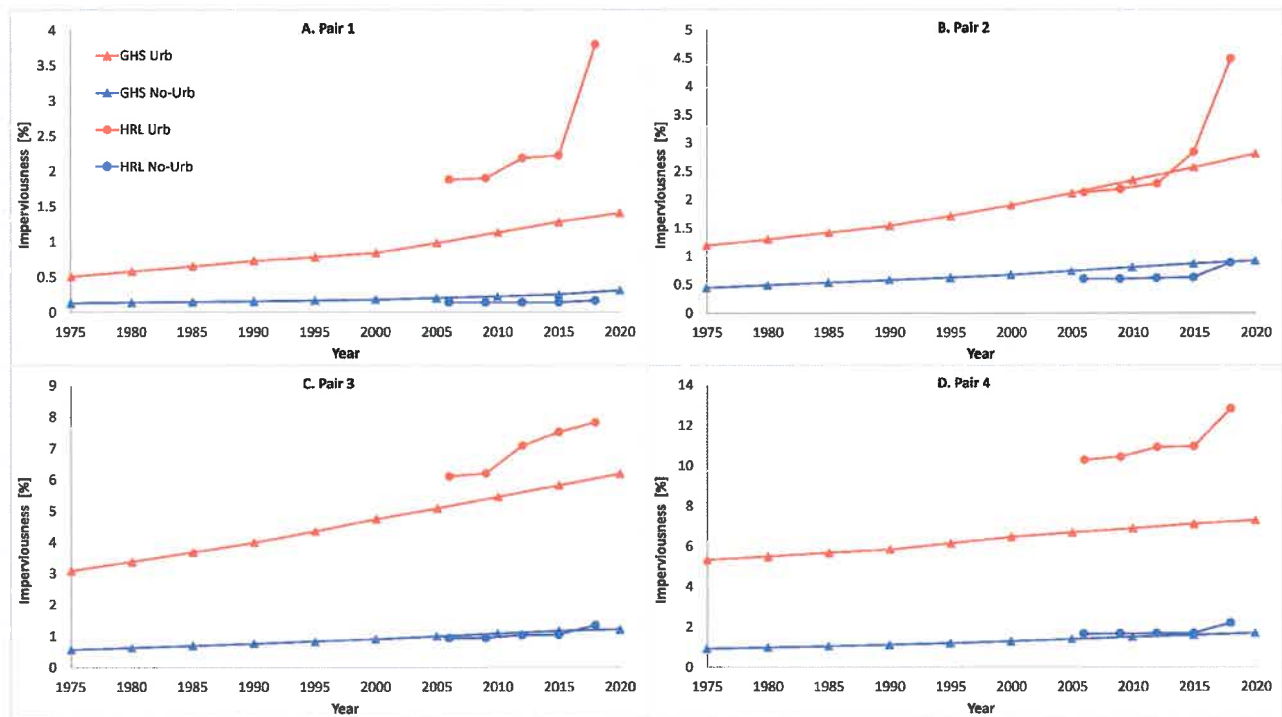 A. Pair 1
4
3.5
3
2.5
2
1.5
1
0.5
0
Imperviousness [%]
GHS Urb
GHS No-Urb
HRL Urb
HRL No-Urb
1975 1980 1985 1990 1995 2000 2005 2010 2015 2020
Year
B. Pair 2
5
4.5
4
3.5
3
2.5
2
1.5
1
0.5
0
Imperviousness [%]
1975 1980 1985 1990 1995 2000 2005 2010 2015 2020
Year
C. Pair 3
9
8
7
6
5
4
3
2
1
0
Imperviousness [%]
1975 1980 1985 1990 1995 2000 2005 2010 2015 2020
Year
D. Pair 4
14
12
10
8
6
4
2
0
Imperviousness [%]
1975 1980 1985 1990 1995 2000 2005 2010 2015 2020
Year